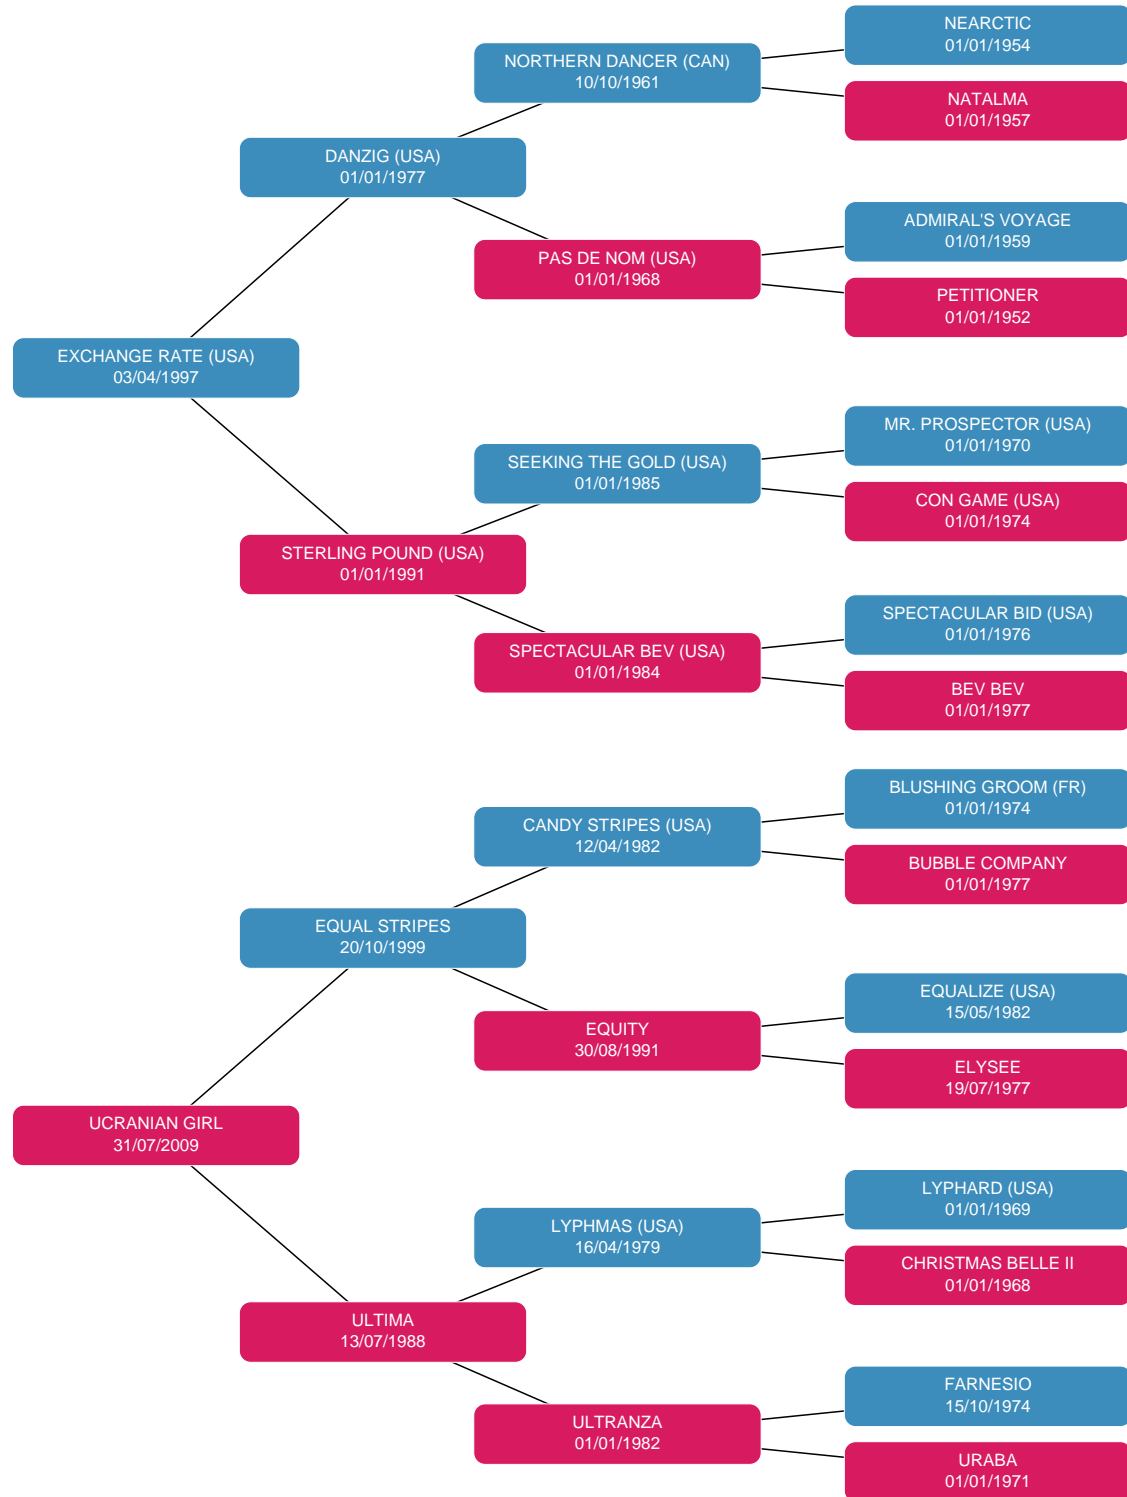 NEARCTIC
01/01/1954
NORTHERN DANCER (CAN)
10/10/1961
NATALMA
01/01/1957
DANZIG (USA)
01/01/1977
ADMIRAL'S VOYAGE
01/01/1959
PAS DE NOM (USA)
01/01/1968
PETITIONER
01/01/1952
EXCHANGE RATE (USA)
03/04/1997
MR. PROSPECTOR (USA)
01/01/1970
SEEKING THE GOLD (USA)
01/01/1985
CON GAME (USA)
01/01/1974
STERLING POUND (USA)
01/01/1991
SPECTACULAR BID (USA)
01/01/1976
SPECTACULAR BEV (USA)
01/01/1984
BEV BEV
01/01/1977
BLUSHING GROOM (FR)
01/01/1974
CANDY STRIPES (USA)
12/04/1982
BUBBLE COMPANY
01/01/1977
EQUAL STRIPES
20/10/1999
EQUALIZE (USA)
15/05/1982
EQUITY
30/08/1991
ELYSEE
19/07/1977
UCRANIAN GIRL
31/07/2009
LYPHARD (USA)
01/01/1969
LYPHMAS (USA)
16/04/1979
CHRISTMAS BELLE II
01/01/1968
ULTIMA
13/07/1988
FARNESIO
15/10/1974
ULTRANZA
01/01/1982
URABA
01/01/1971